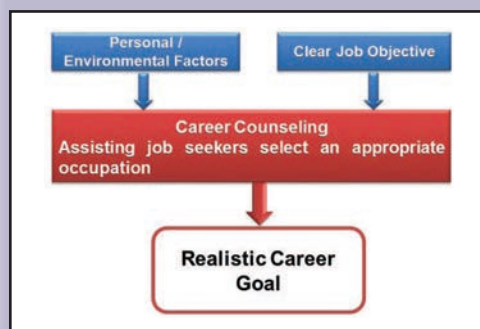 Personal /
Environmental Factors
Clear Job Objective
Career Counseling
Assisting job seekers select an appropriate
occupation
Realistic Career
Goal